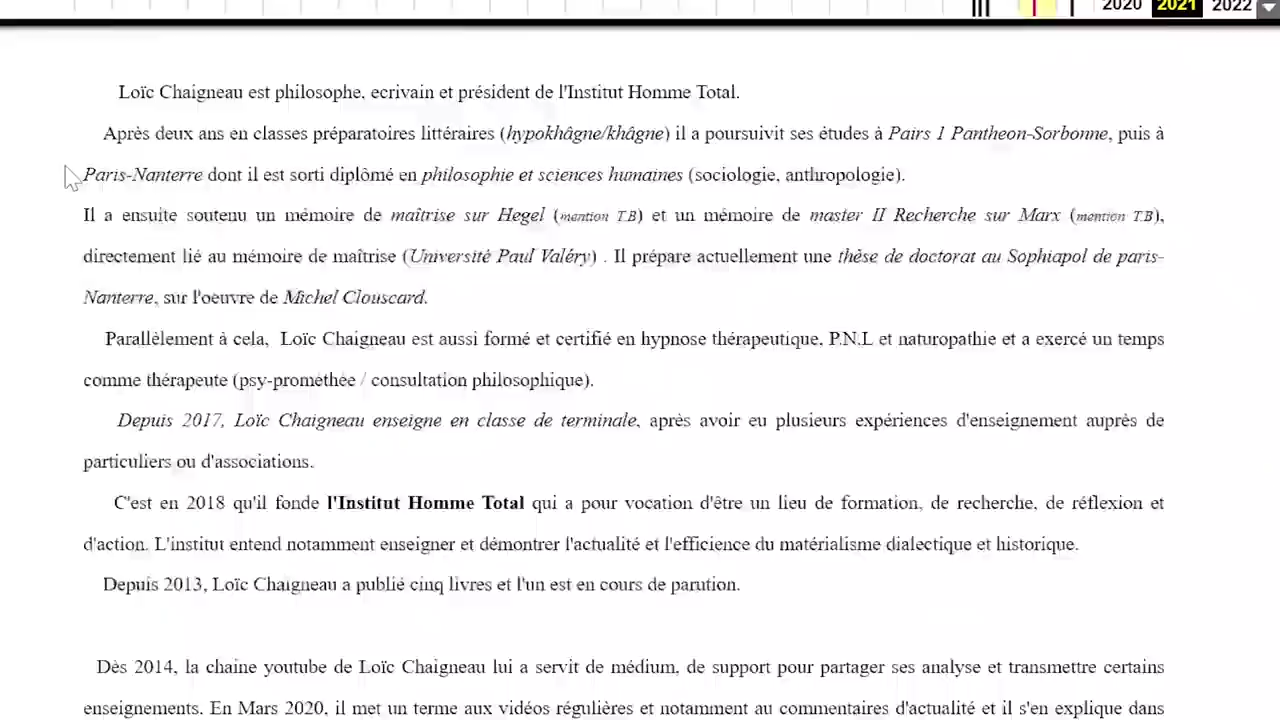 2020 2021 2022
Loïc Chaigneau est philosophe, ecrivain et président de l'Institut Homme Total.
Après deux ans en classes préparatoires littéraires (hypokhâgne/khâgne) il a poursuivit ses études à Pairs 1 Pantheon-Sorbonne, puis à
Paris-Nanterre dont il est sorti diplômé en philosophie et sciences humaines (sociologie, anthropologie).
Il a ensuite soutenu un mémoire de maîtrise sur Hegel (mention T.B) et un mémoire de master II Recherche sur Marx (mention T.B),
directement lié au mémoire de maîtrise (Université Paul Valéry) . Il prépare actuellement une thèse de doctorat au Sophiapol de paris-
Nanterre, sur l'oeuvre de Michel Clouscard.
Parallèlement à cela, Loïc Chaigneau est aussi formé et certifié en hypnose thérapeutique, P.N.L et naturopathie et a exercé un temps
comme thérapeute (psy-prométhée / consultation philosophique).
Depuis 2017, Loïc Chaigneau enseigne en classe de terminale, après avoir eu plusieurs expériences d'enseignement auprès de
particuliers ou d'associations.
C'est en 2018 qu'il fonde l'Institut Homme Total qui a pour vocation d'être un lieu de formation, de recherche, de réflexion et
d'action. L'institut entend notamment enseigner et démontrer l'actualité et l'efficience du matérialisme dialectique et historique.
Depuis 2013, Loïc Chaigneau a publié cinq livres et l'un est en cours de parution.
Dès 2014, la chaine youtube de Loïc Chaigneau lui a servit de médium, de support pour partager ses analyse et transmettre certains
enseignements. En Mars 2020, il met un terme aux vidéos régulières et notamment au commentaires d'actualité et il s'en explique dans